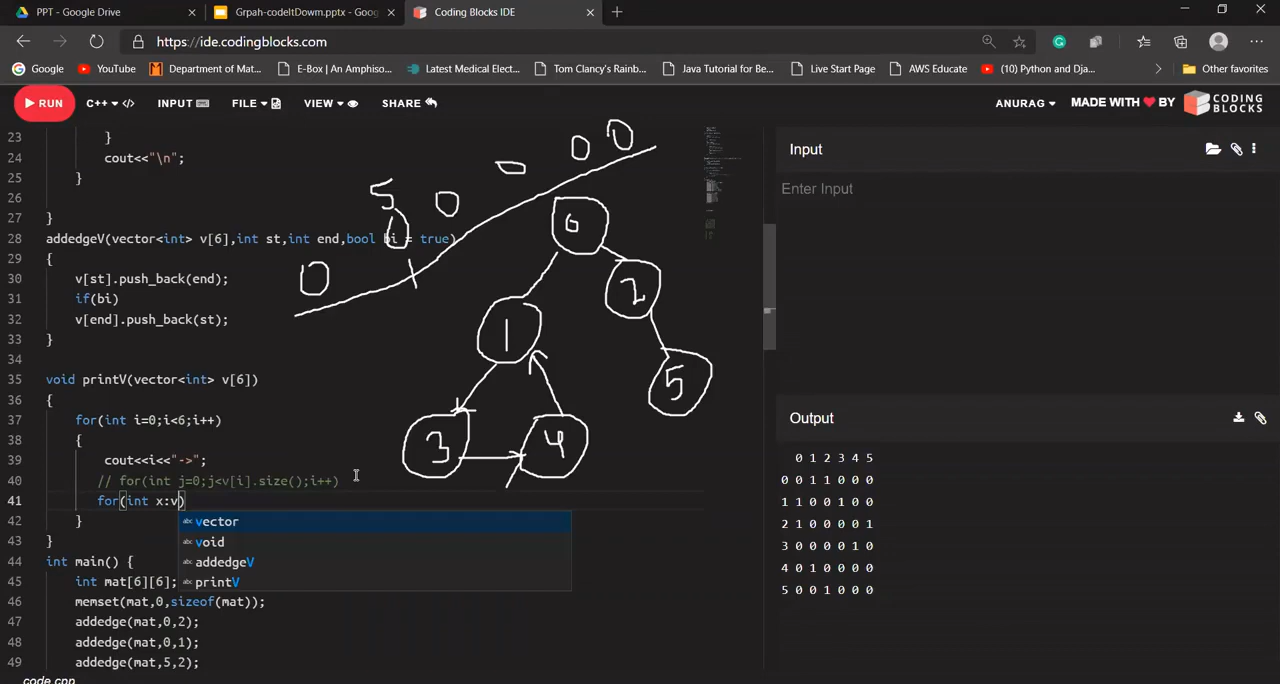 PPT - Google Drive
Grpah-codeItDowm.pptx - Goog
Coding Blocks IDE
https://ide.codingblocks.com
Google
YouTube
Department of Mat...
E-Box | An Amphiso...
Latest Medical Elect...
Tom Clancy's Rainb...
Java Tutorial for Be...
Live Start Page
AWS Educate
(10) Python and Dja...
Other favorites
RUN
C++ </>
INPUT
FILE
VIEW
SHARE
ANURAG
MADE WITH ❤ BY
CODING
BLOCKS
23 }
24 cout<<"\n";
25 }
26
27 }
28 addedgeV(vector<int> v[6],int st,int end,bool bi = true)
29 {
30 v[st].push_back(end);
31 if(bi)
32 v[end].push_back(st);
33 }
34
35 void printV(vector<int> v[6])
36 {
37 for(int i=0;i<6;i++)
38 {
39 cout<<i<<"->";
40 // for(int j=0;j<v[i].size();i++)
41 for(int x:v)
42 }
43 }
44 int main() {
45 int mat[6][6];
46 memset(mat,0,sizeof(mat));
47 addedge(mat,0,2);
48 addedge(mat,0,1);
49 addedge(mat,5,2);
abc vector
abc void
abc addedgeV
abc printV
code.cpp
0
5
0
0
0
0
0
0
1
2
3
4
5
Input
Enter Input
Output
0 1 2 3 4 5
0 0 1 1 0 0 0
1 1 0 0 1 0 0
2 1 0 0 0 0 1
3 0 0 0 0 1 0
4 0 1 0 0 0 0
5 0 0 1 0 0 0